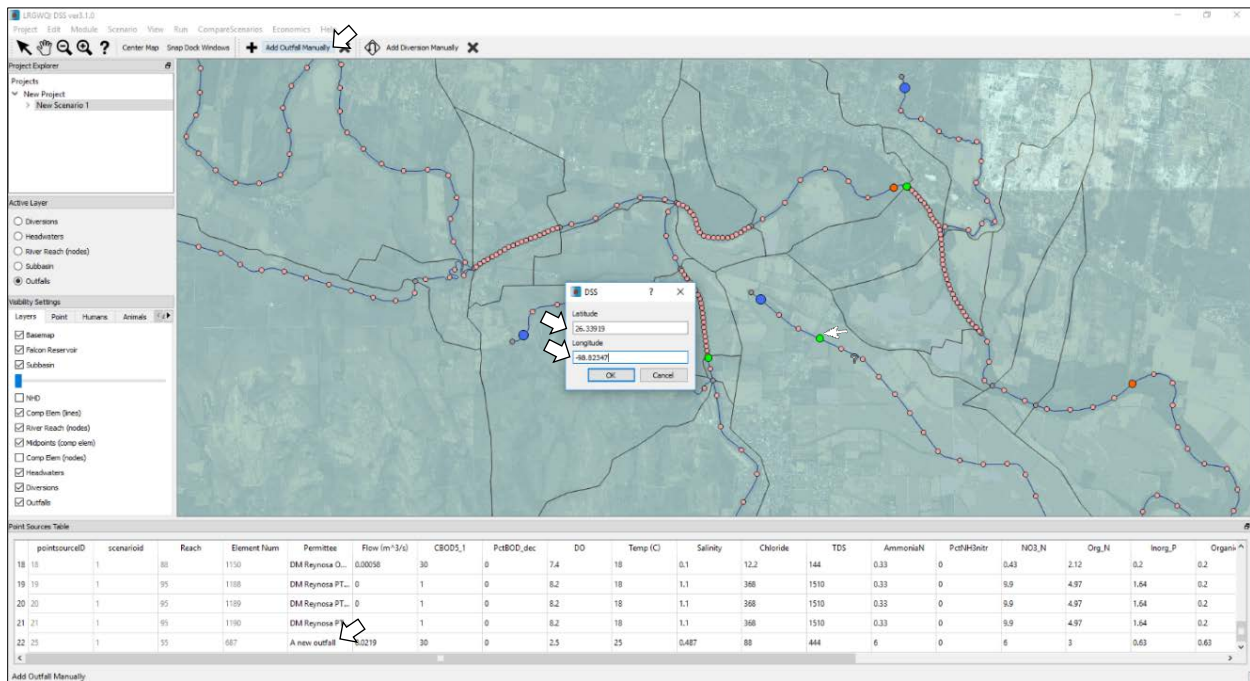 LRGWQI DSS ver3.1.0
Project Edit Module Scenario View Run CompareScenarios Economics
Center Map Snap Dock Windows Add Outfall Manually Add Diversion Manually
Project Explorer
Projects
New Project
New Scenario 1
Active Layer
Diversions
Headwaters
River Reach (nodes)
Subbasin
Outfalls
Visibility Settings
Layers Point Humans Animals
Basemap
Falcon Reservoir
Subbasin
NHD
Comp Elem (lines)
River Reach (nodes)
Midpoints (comp elem)
Comp Elem (nodes)
Headwaters
Diversions
Outfalls
DSS ? ×
Latitude
26.33919
Longitude
-98.82347
OK Cancel
Point Sources Table
pointsourceID scenarioid Reach Element Num Permittee Flow (m^3/s) CBOD5_1 PctBOD_dec DO Temp (C) Salinity Chloride TDS AmmoniaN PctNH3nitr NO3_N Org_N Inorg_P
18 18 1 88 1150 DM Reynosa O... 0.00058 30 0 7.4 18 0.1 12.2 144 0.33 0 0.43 2.12 0.2 0.2
19 19 1 95 1188 DM Reynosa PT... 0 1 0 8.2 18 1.1 368 1510 0.33 0 9.9 4.97 1.64 0.2
20 20 1 95 1189 DM Reynosa PT... 0 1 0 8.2 18 1.1 368 1510 0.33 0 9.9 4.97 1.64 0.2
21 21 1 95 1190 DM Reynosa 1 0 8.2 18 1.1 368 1510 0.33 0 9.9 4.97 1.64 0.2
22 25 1 55 687 A new outfall 0.0219 30 0 2.5 25 0.487 88 444 6 0 6 3 0.63 0.63
Add Outfall Manually